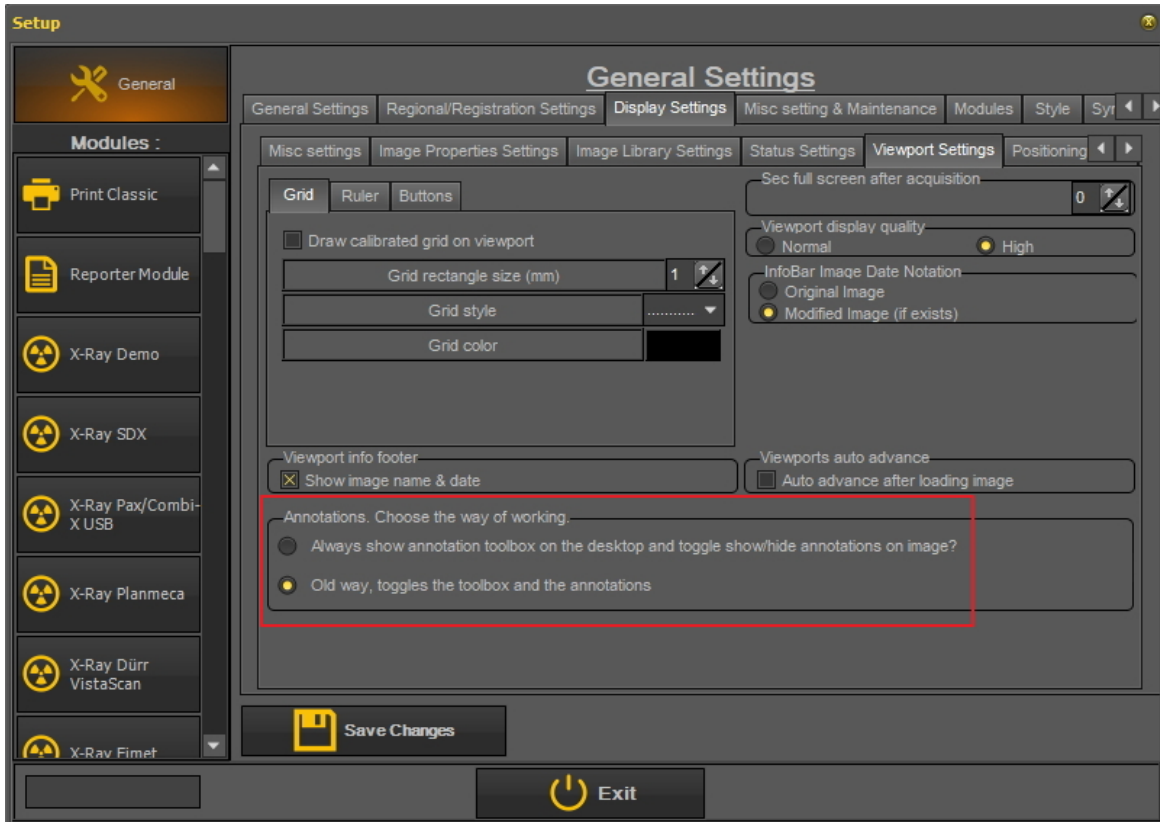 Setup
General
Modules :
Print Classic
Reporter Module
X-Ray Demo
X-Ray SDX
X-Ray Pax/Combi-
X USB
X-Ray Planmeca
X-Ray Dürr
VistaScan
X-Ray Fimet
General Settings
General Settings
Regional/Registration Settings
Display Settings
Misc setting & Maintenance
Modules
Style
Misc settings
Image Properties Settings
Image Library Settings
Status Settings
Viewport Settings
Positioning
Grid
Ruler
Buttons
Draw calibrated grid on viewport
Grid rectangle size (mm)
1
Grid style
...........
Grid color
Sec full screen after acquisition
0
Viewport display quality
Normal
High
InfoBar Image Date Notation
Original Image
Modified Image (if exists)
Viewport info footer
Show image name & date
Viewports auto advance
Auto advance after loading image
Annotations. Choose the way of working.
Always show annotation toolbox on the desktop and toggle show/hide annotations on image?
Old way, toggles the toolbox and the annotations
Save Changes
Exit